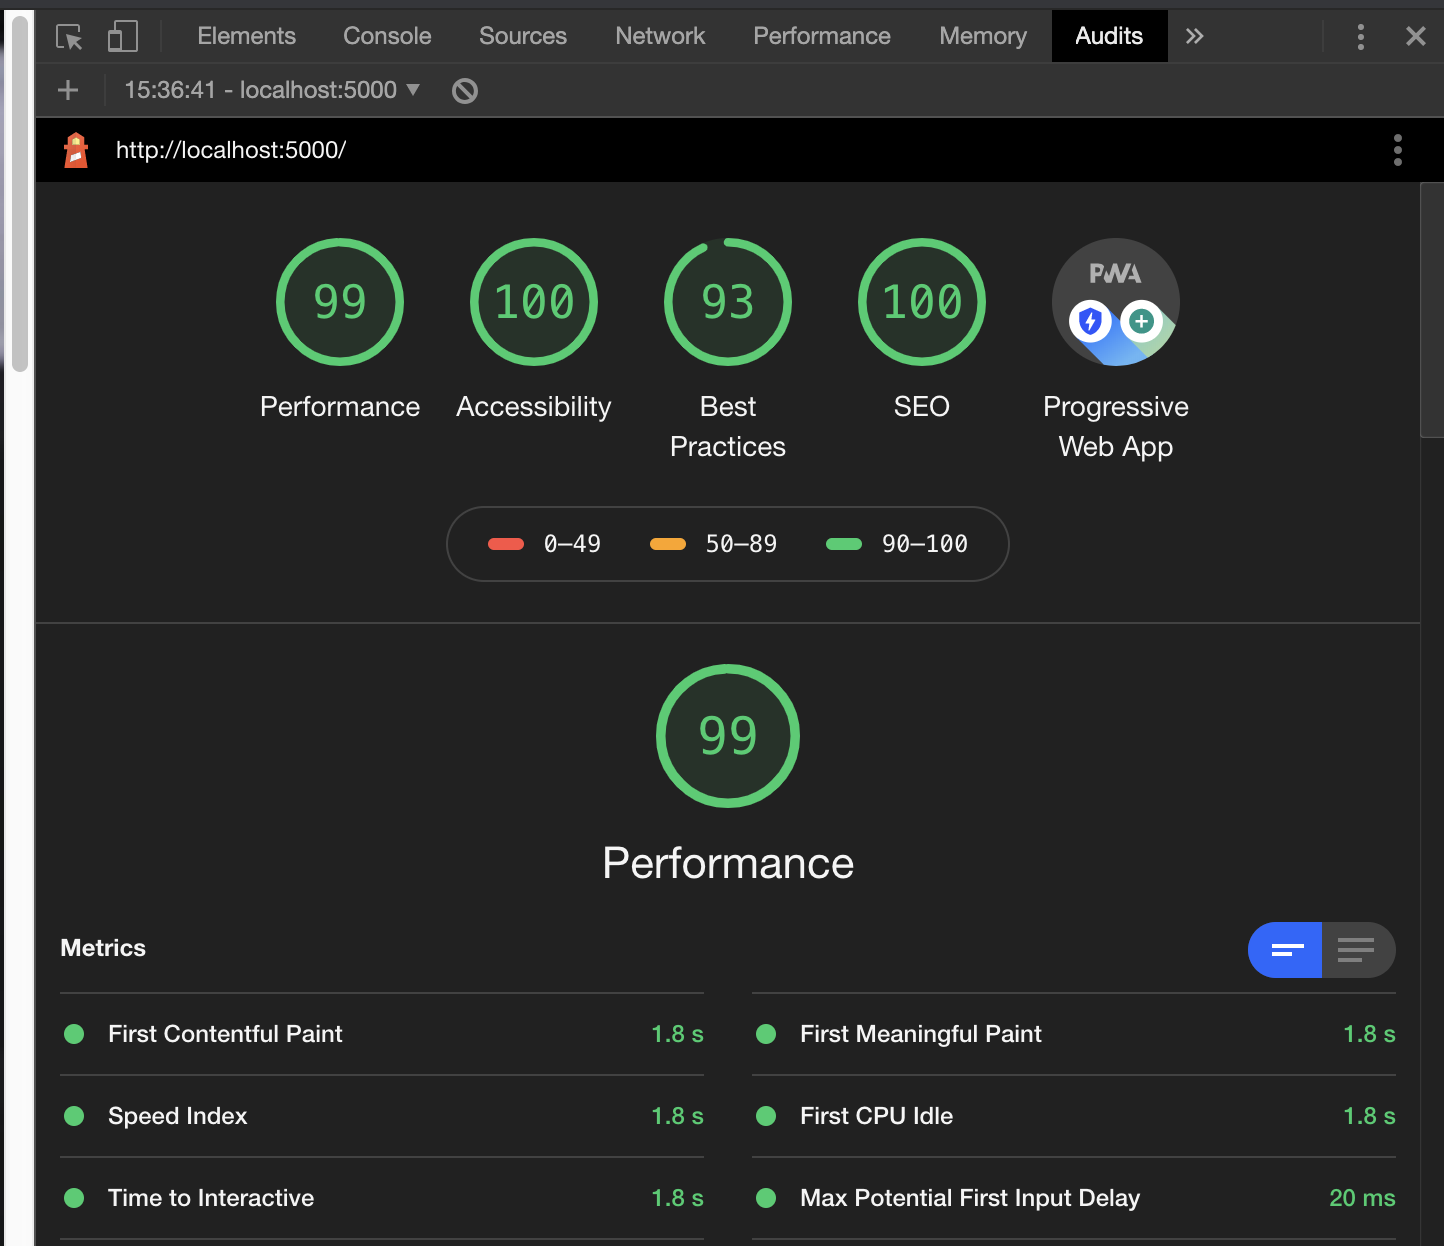 Elements Console Sources Network Performance Memory Audits »
15:36:41 - localhost:5000 ▼
http://localhost:5000/
99 100 93 100 PWA
Performance Accessibility Best Practices SEO Progressive Web App
0–49 50–89 90–100
99
Performance
Metrics
First Contentful Paint 1.8 s
First Meaningful Paint 1.8 s
Speed Index 1.8 s
First CPU Idle 1.8 s
Time to Interactive 1.8 s
Max Potential First Input Delay 20 ms